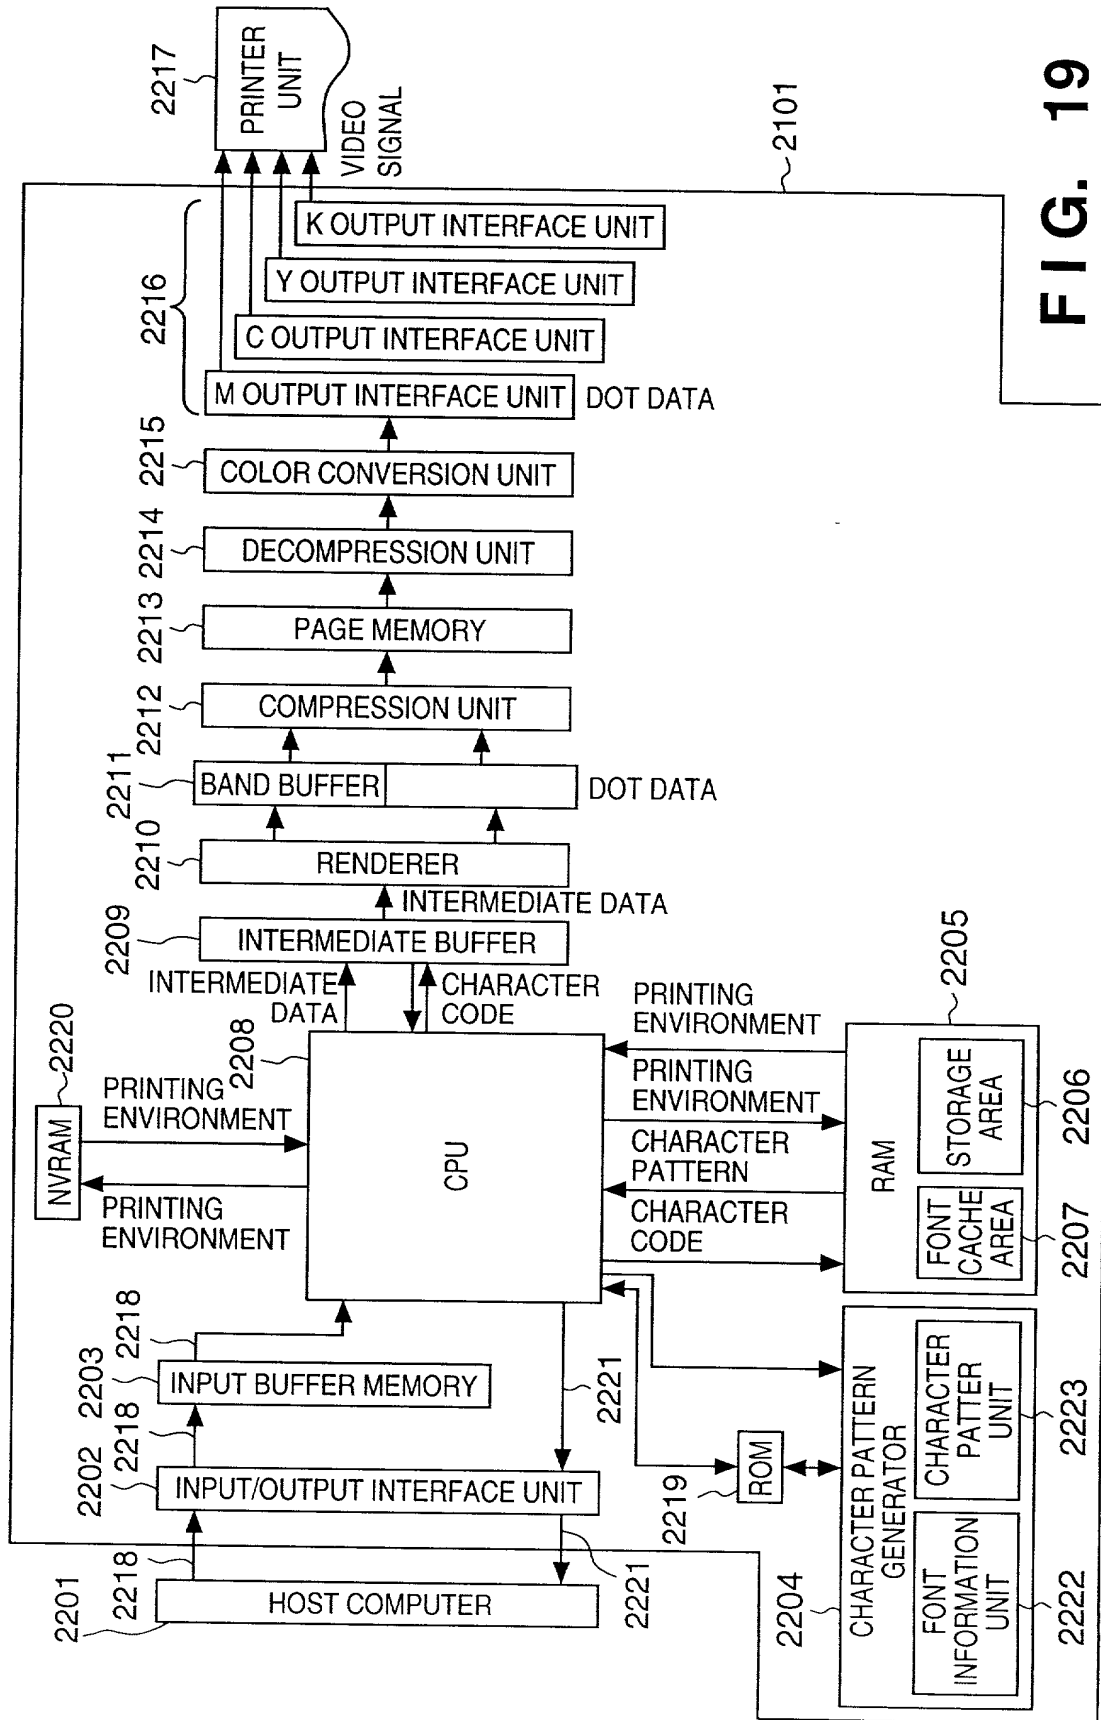 2201
2218
HOST COMPUTER
2221
2202
2218
INPUT/OUTPUT INTERFACE UNIT
2203
2218
INPUT BUFFER MEMORY
2221
2220
NVRAM
PRINTING
ENVIRONMENT
PRINTING
ENVIRONMENT
2208
CPU
INTERMEDIATE
DATA
CHARACTER
CODE
2209
INTERMEDIATE BUFFER
INTERMEDIATE DATA
2210
RENDERER
2211
BAND BUFFER
DOT DATA
2212
COMPRESSION UNIT
2213
PAGE MEMORY
2214
DECOMPRESSION UNIT
2215
COLOR CONVERSION UNIT
2216
M OUTPUT INTERFACE UNIT
DOT DATA
C OUTPUT INTERFACE UNIT
Y OUTPUT INTERFACE UNIT
K OUTPUT INTERFACE UNIT
VIDEO
SIGNAL
2217
PRINTER
UNIT
2101
2219
ROM
2204
CHARACTER PATTERN
GENERATOR
FONT
INFORMATION
UNIT
2222
CHARACTER
PATTER
UNIT
2223
CHARACTER
CODE
CHARACTER
PATTERN
PRINTING
ENVIRONMENT
PRINTING
ENVIRONMENT
2205
RAM
FONT
CACHE
AREA
2207
STORAGE
AREA
2206
FIG. 19